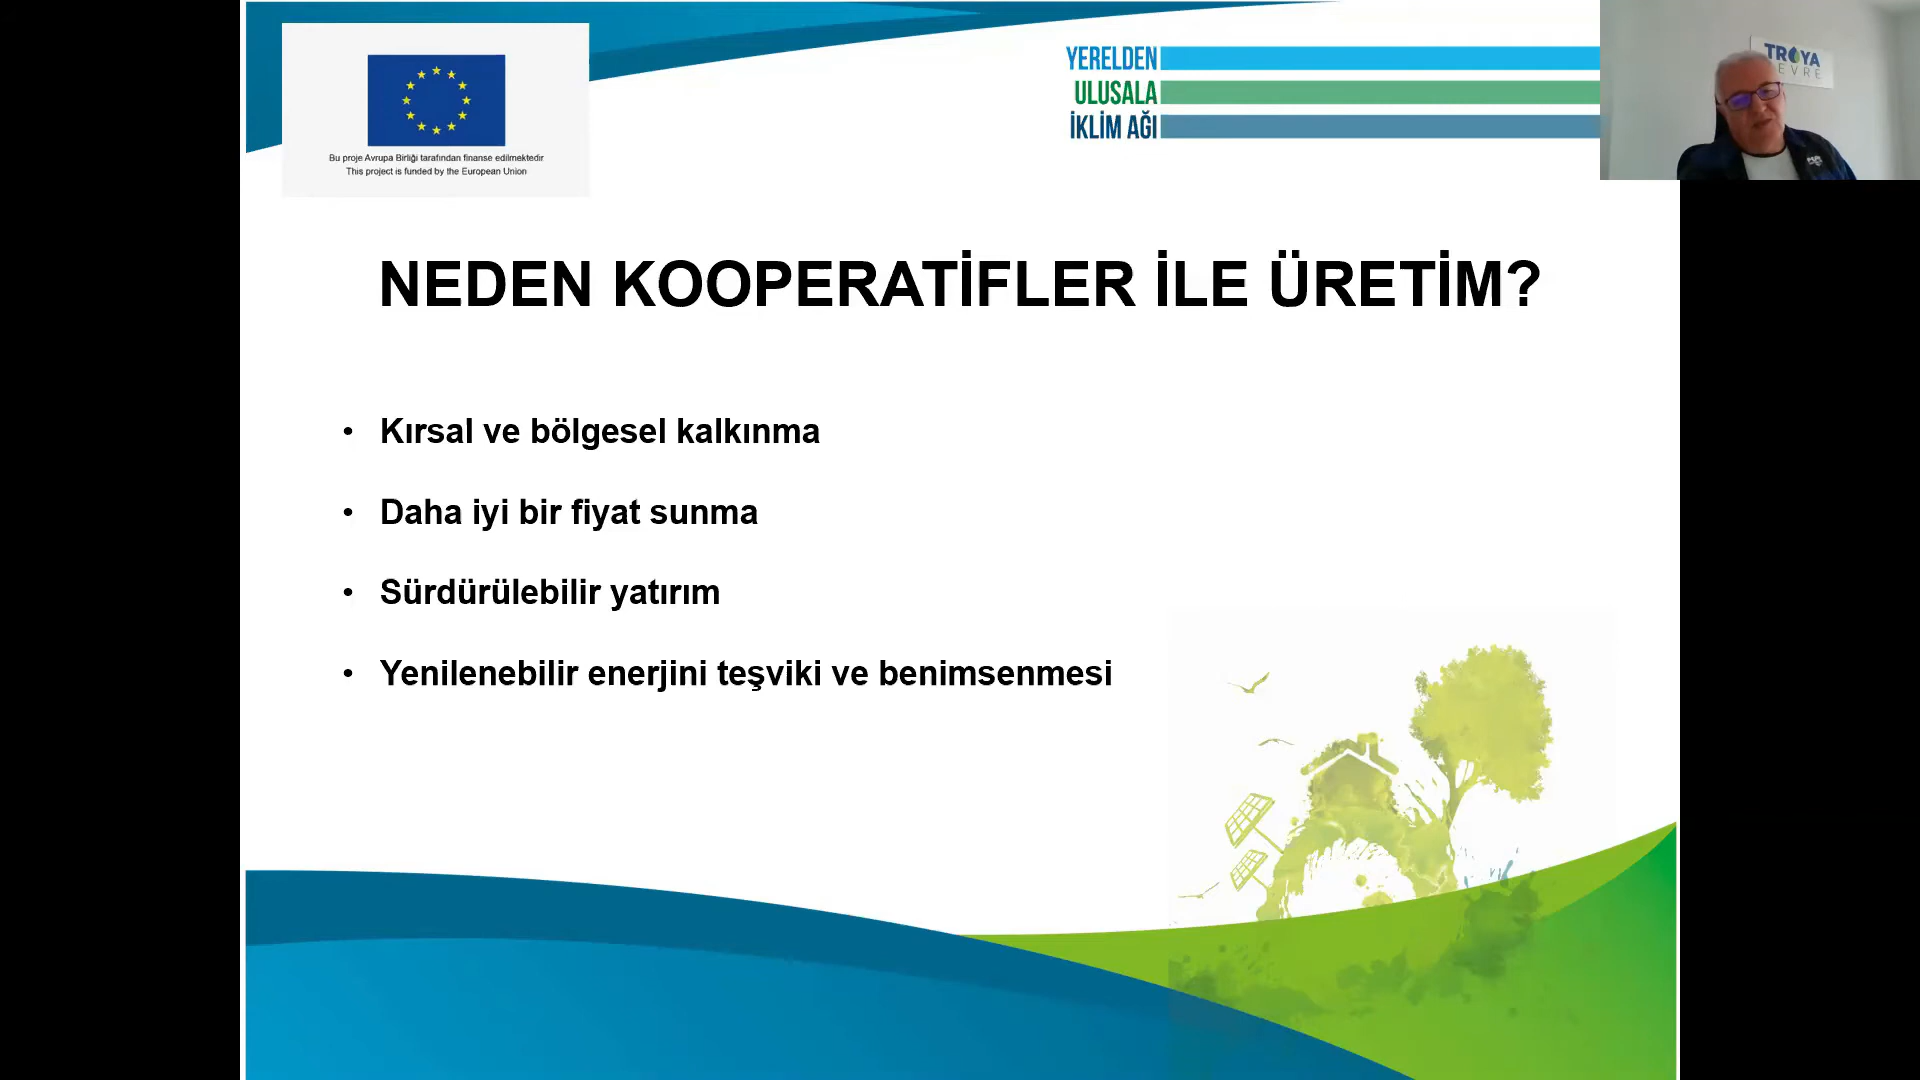 Bu proje Avrupa Birliği tarafından finanse edilmektedir
This project is funded by the European Union
YERELDEN
ULUSALA
İKLİM AĞI
TROYA
EVRE
NEDEN KOOPERATİFLER İLE ÜRETİM?
• Kırsal ve bölgesel kalkınma
• Daha iyi bir fiyat sunma
• Sürdürülebilir yatırım
• Yenilenebilir enerjini teşviki ve benimsenmesi